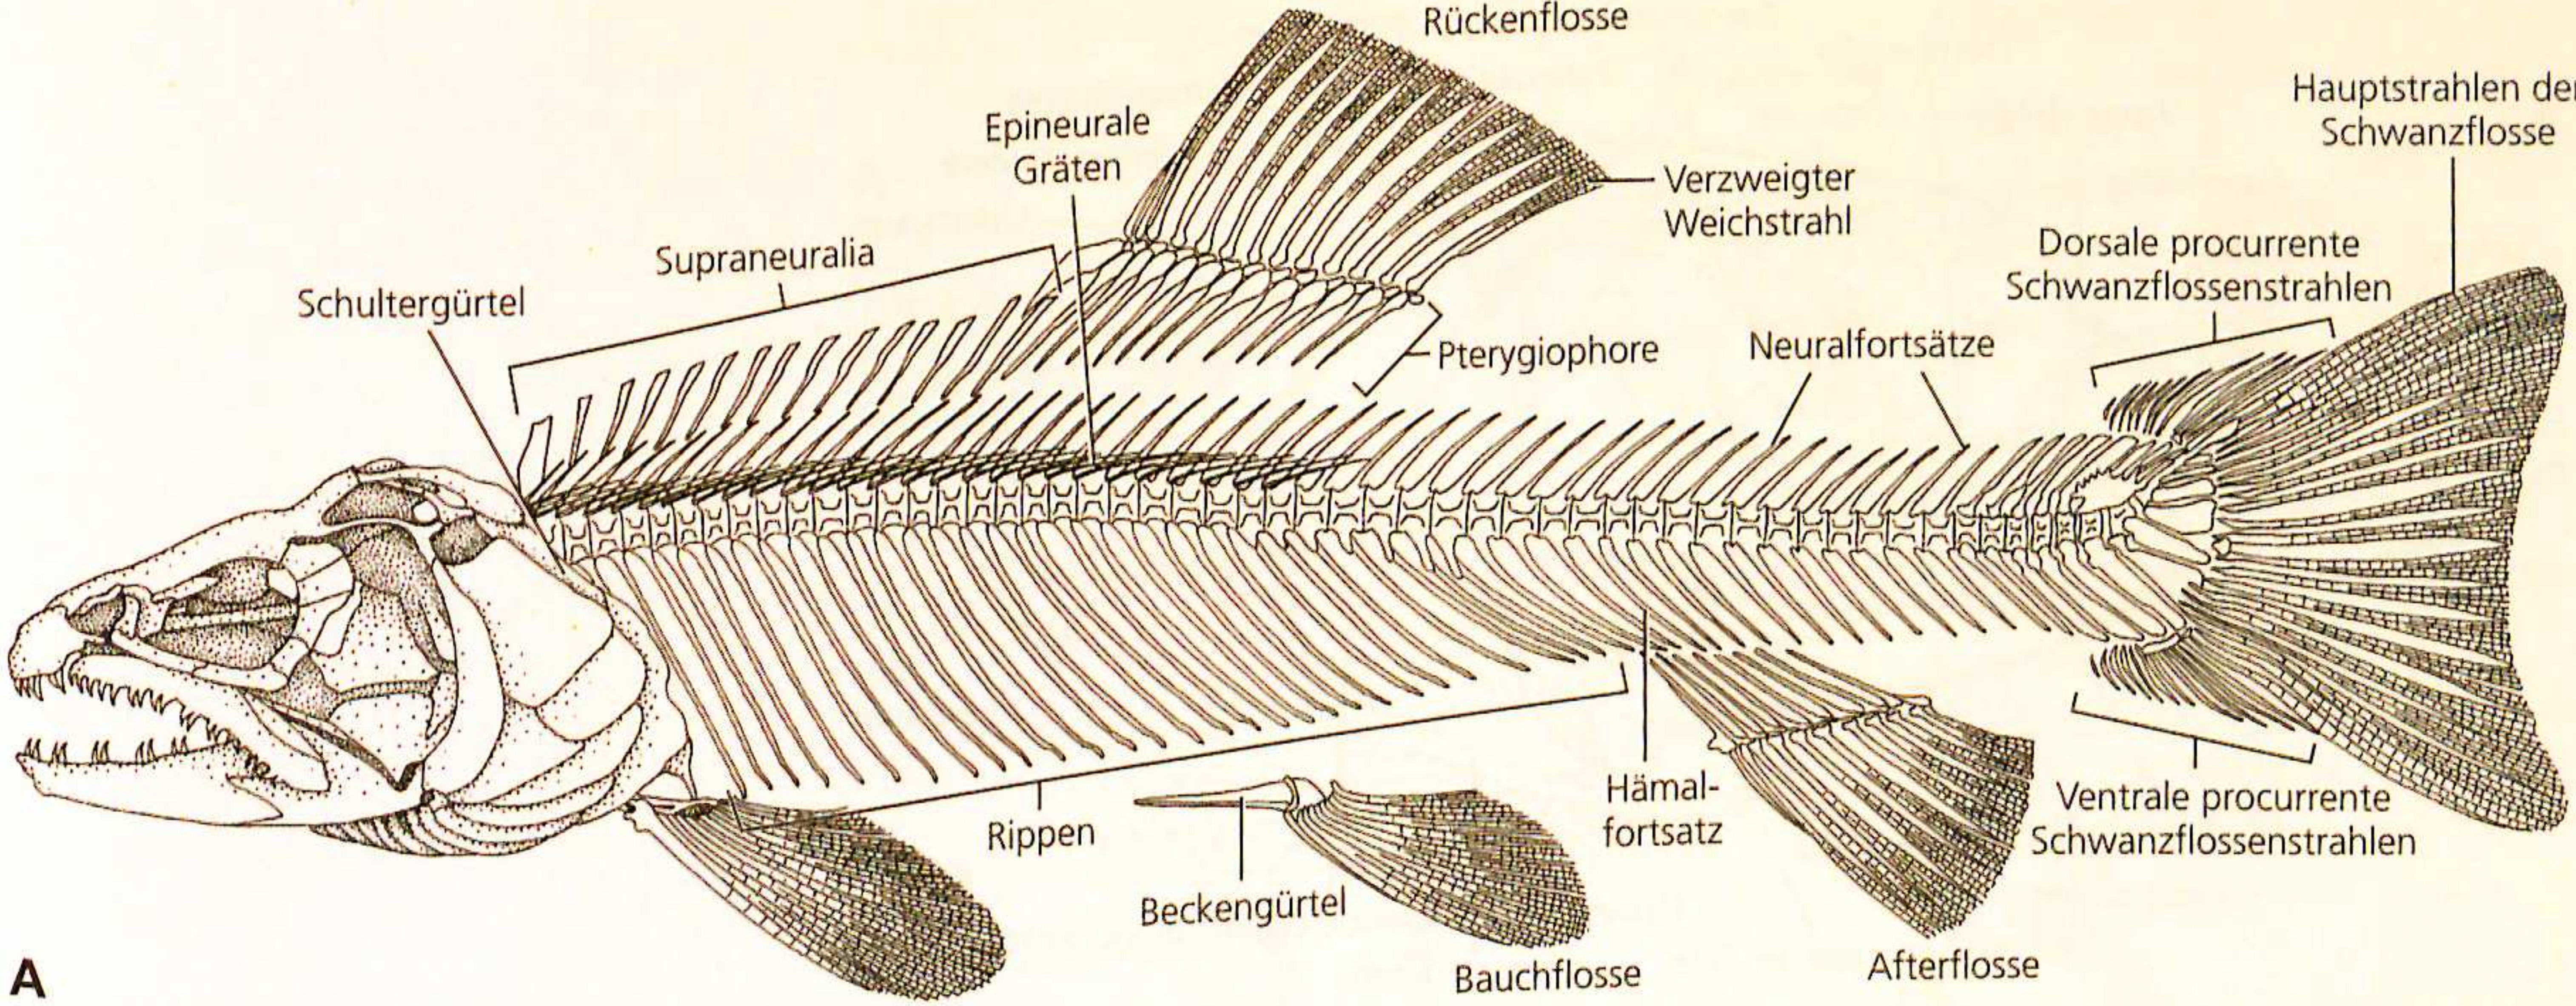 Rückenflosse
Hauptstrahlen der
Schwanzflosse
Epineurale
Gräten
Verzweigter
Weichstrahl
Supraneuralia
Dorsale procurrente
Schwanzflossenstrahlen
Schultergürtel
Pterygiophore
Neuralfortsätze
Rippen
Hämal-
fortsatz
Ventrale procurrente
Schwanzflossenstrahlen
Beckengürtel
Bauchflosse
Afterflosse
A